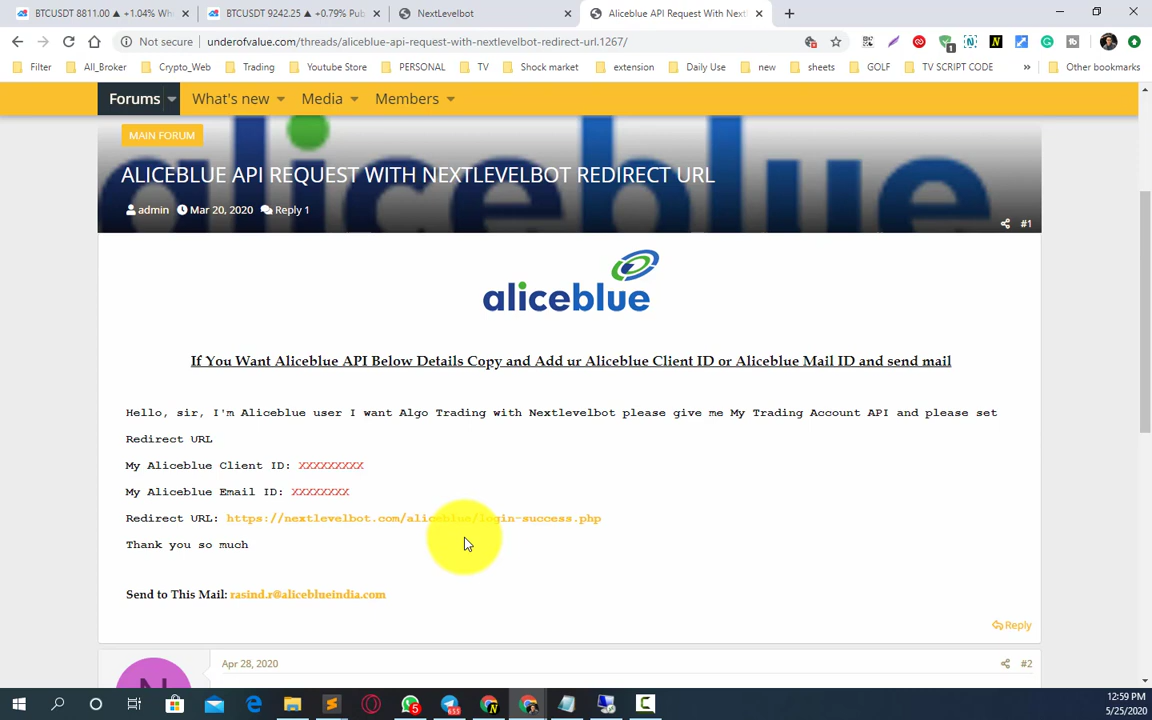 BTCUSDT 8811.00 ▲ +1.04% Wh
BTCUSDT 9242.25 ▲ +0.79% Pub
NextLevelbot
Aliceblue API Request With Next
Not secure
underofvalue.com/threads/aliceblue-api-request-with-nextlevelbot-redirect-url.1267/
Filter
All_Broker
Crypto_Web
Trading
Youtube Store
PERSONAL
TV
Shock market
extension
Daily Use
new
sheets
GOLF
TV SCRIPT CODE
»
Other bookmarks
Forums
What's new
Media
Members
MAIN FORUM
ALICEBLUE API REQUEST WITH NEXTLEVELBOT REDIRECT URL
admin Mar 20, 2020 Reply 1
#1
aliceblue
aliceblue
If You Want Aliceblue API Below Details Copy and Add ur Aliceblue Client ID or Aliceblue Mail ID and send mail
Hello, sir, I'm Aliceblue user I want Algo Trading with Nextlevelbot please give me My Trading Account API and please set
Redirect URL
My Aliceblue Client ID: XXXXXXXXX
My Aliceblue Email ID: XXXXXXXX
Redirect URL: https://nextlevelbot.com/aliceblue/login-success.php
Thank you so much
Send to This Mail: rasind.r@aliceblueindia.com
Reply
Apr 28, 2020
#2
N
12:59 PM
5/25/2020